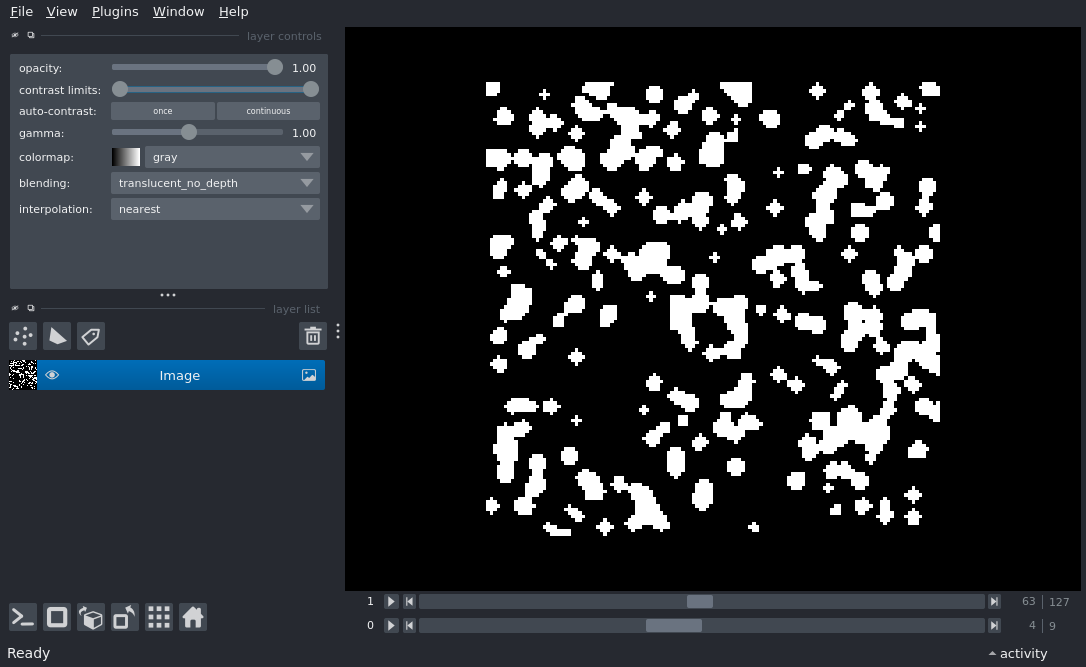 File View Plugins Window Help
layer controls
opacity: 1.00
contrast limits:
auto-contrast: once continuous
gamma: 1.00
colormap: gray
blending: translucent_no_depth
interpolation: nearest
layer list
Image
1 63 127
0 4 9
Ready activity